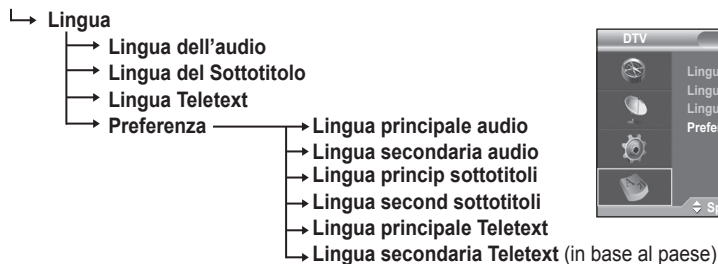 Lingua
Lingua dell'audio
Lingua del Sottotitolo
Lingua Teletext
Preferenza
Lingua principale audio
Lingua secondaria audio
Lingua princip sottotitoli
Lingua second sottotitoli
Lingua principale Teletext
Lingua secondaria Teletext (in base al paese)
DTV